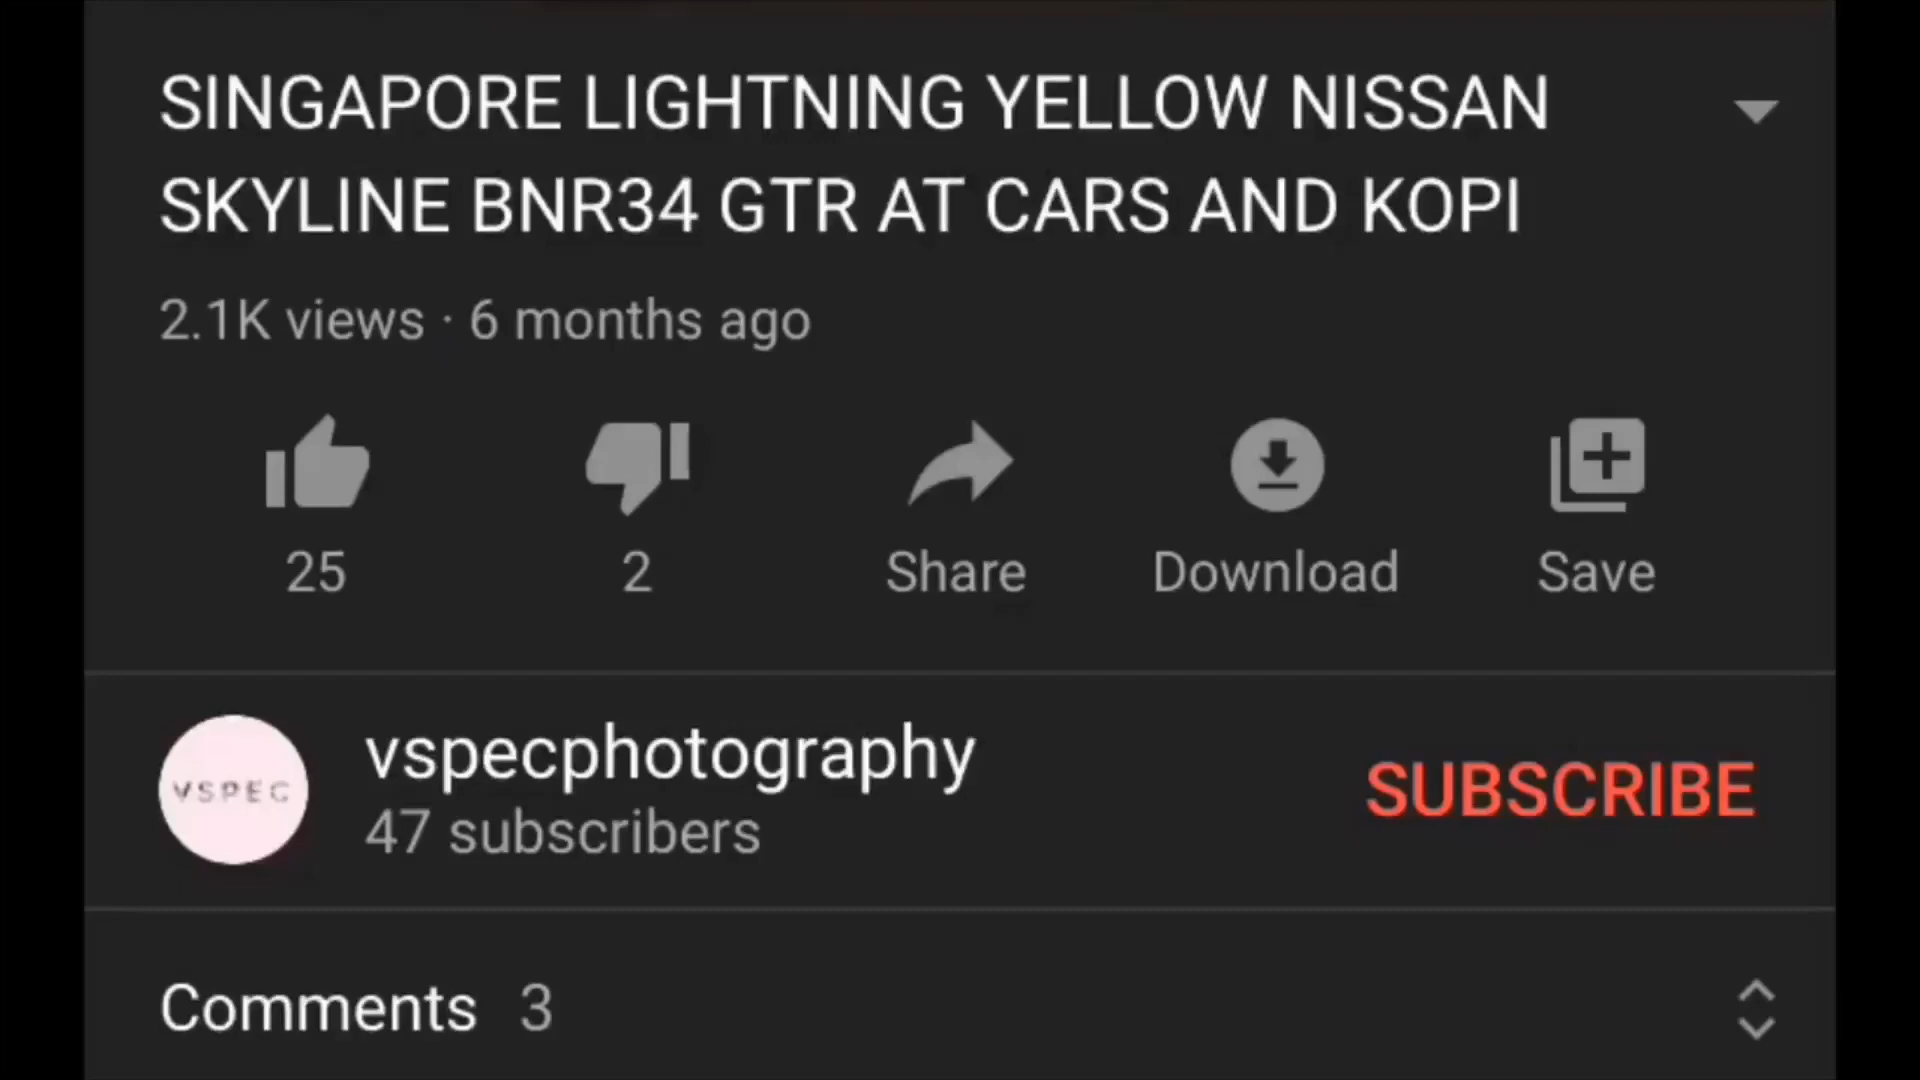 SINGAPORE LIGHTNING YELLOW NISSAN
SKYLINE BNR34 GTR AT CARS AND KOPI
2.1K views · 6 months ago
25
2
Share
Download
Save
VSPEC
vspecphotography
47 subscribers
SUBSCRIBE
Comments 3